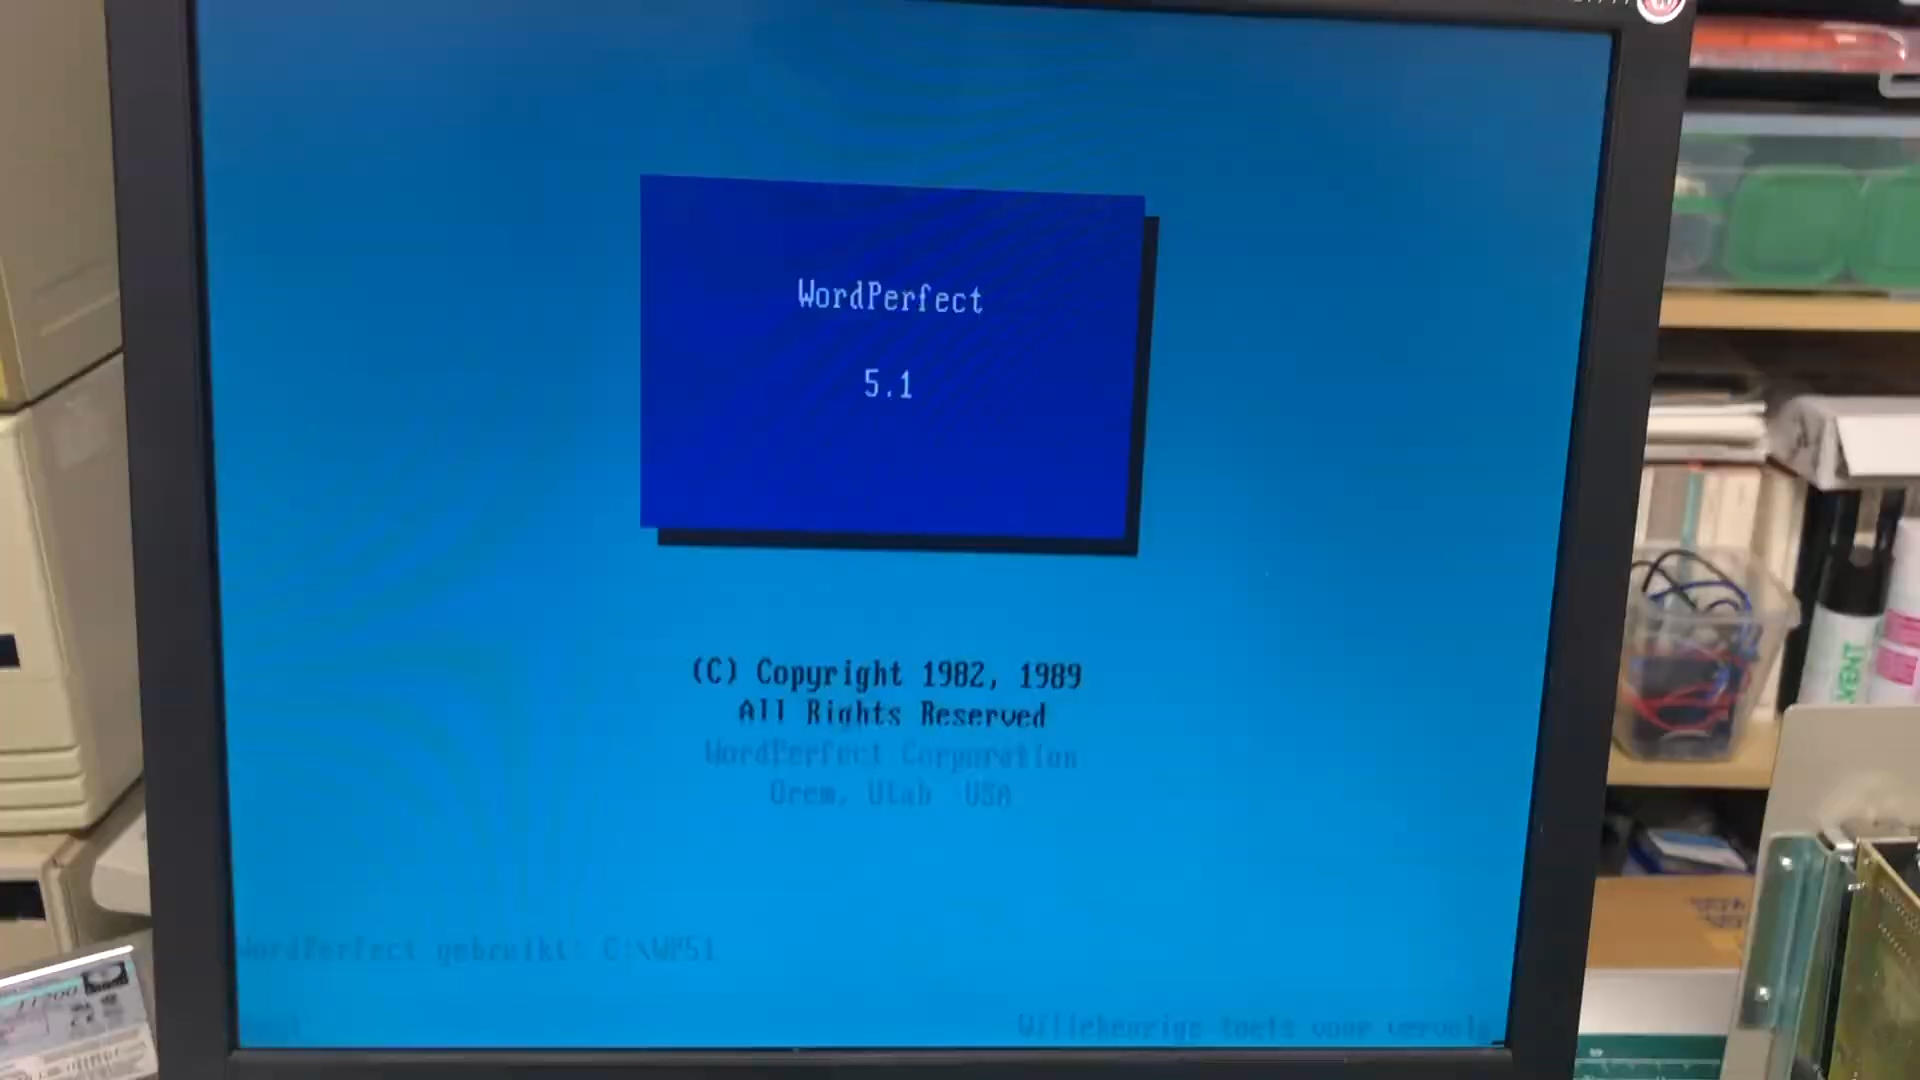 WordPerfect
5.1
(C) Copyright 1982, 1989
All Rights Reserved
WordPerfect Corporation
Orem, Utah USA
WordPerfect gebruikt: C:\WP51
Willekeurige toets voor vervolg
VENT